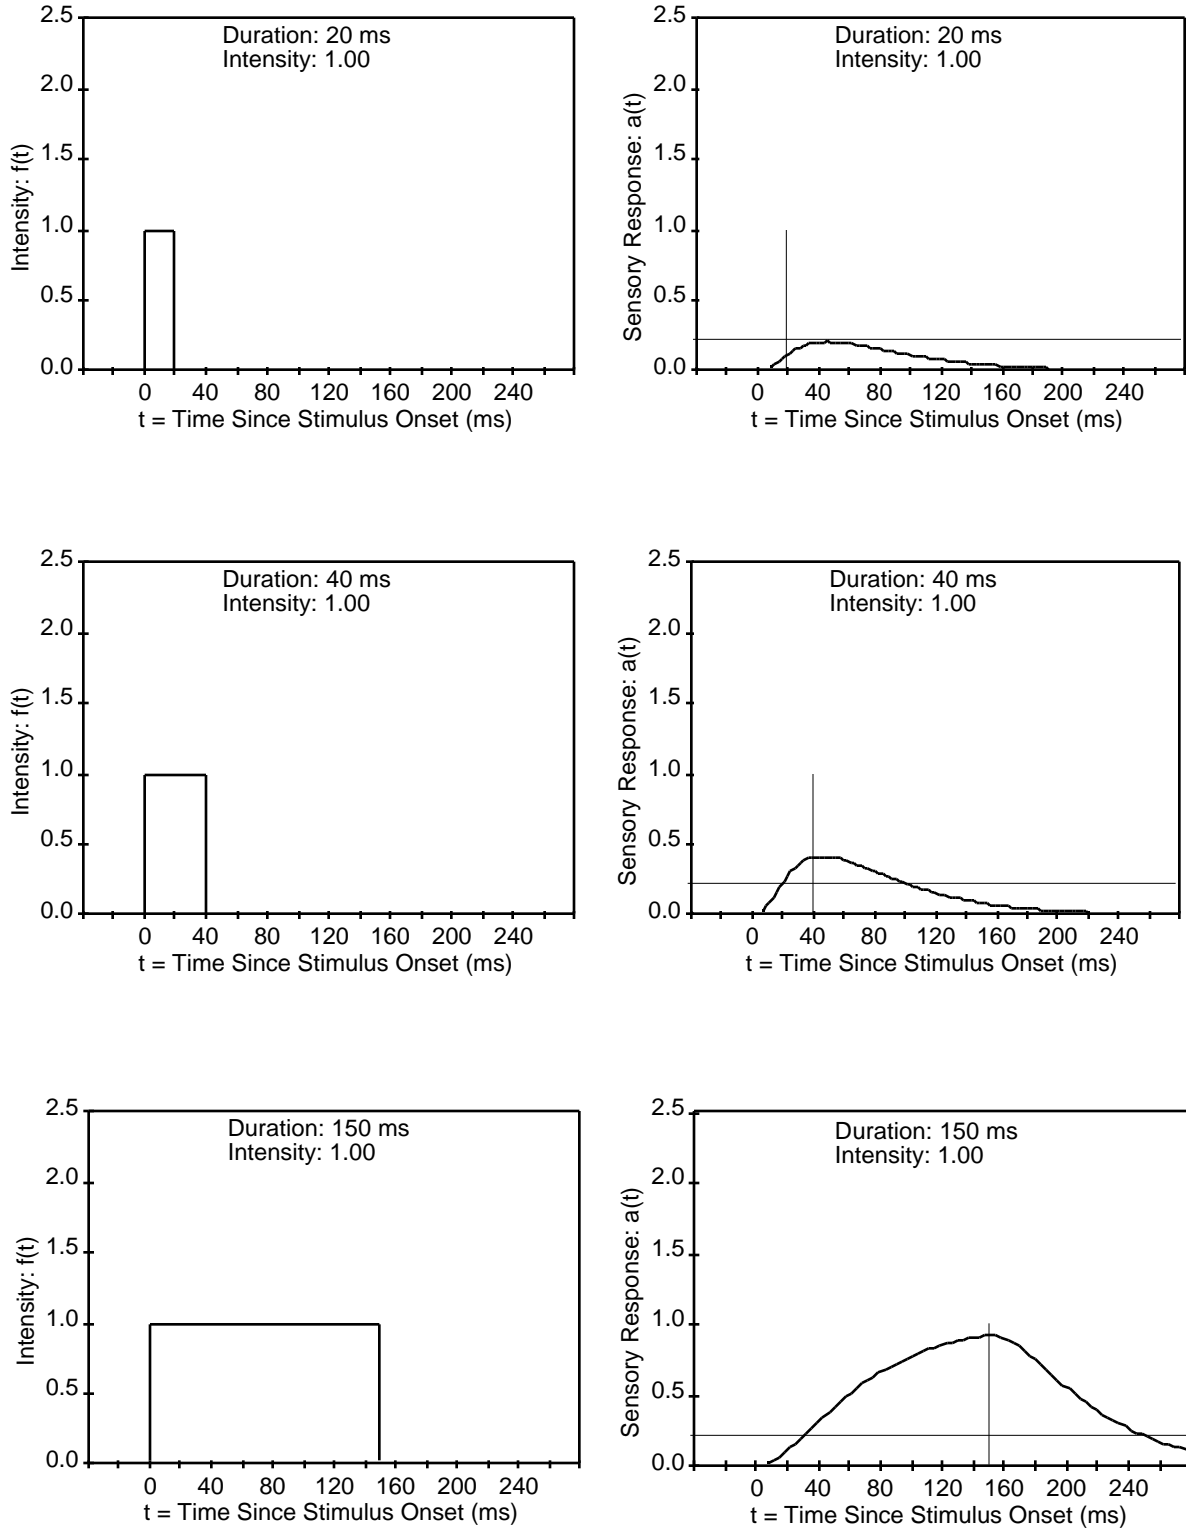 Duration: 20 ms
Intensity: 1.00
Intensity: f(t)
2.5
2.0
1.5
1.0
0.5
0.0
0 40 80 120 160 200 240
t = Time Since Stimulus Onset (ms)
Duration: 20 ms
Intensity: 1.00
Sensory Response: a(t)
2.5
2.0
1.5
1.0
0.5
0.0
0 40 80 120 160 200 240
t = Time Since Stimulus Onset (ms)
Duration: 40 ms
Intensity: 1.00
Intensity: f(t)
2.5
2.0
1.5
1.0
0.5
0.0
0 40 80 120 160 200 240
t = Time Since Stimulus Onset (ms)
Duration: 40 ms
Intensity: 1.00
Sensory Response: a(t)
2.5
2.0
1.5
1.0
0.5
0.0
0 40 80 120 160 200 240
t = Time Since Stimulus Onset (ms)
Duration: 150 ms
Intensity: 1.00
Intensity: f(t)
2.5
2.0
1.5
1.0
0.5
0.0
0 40 80 120 160 200 240
t = Time Since Stimulus Onset (ms)
Duration: 150 ms
Intensity: 1.00
Sensory Response: a(t)
2.5
2.0
1.5
1.0
0.5
0.0
0 40 80 120 160 200 240
t = Time Since Stimulus Onset (ms)